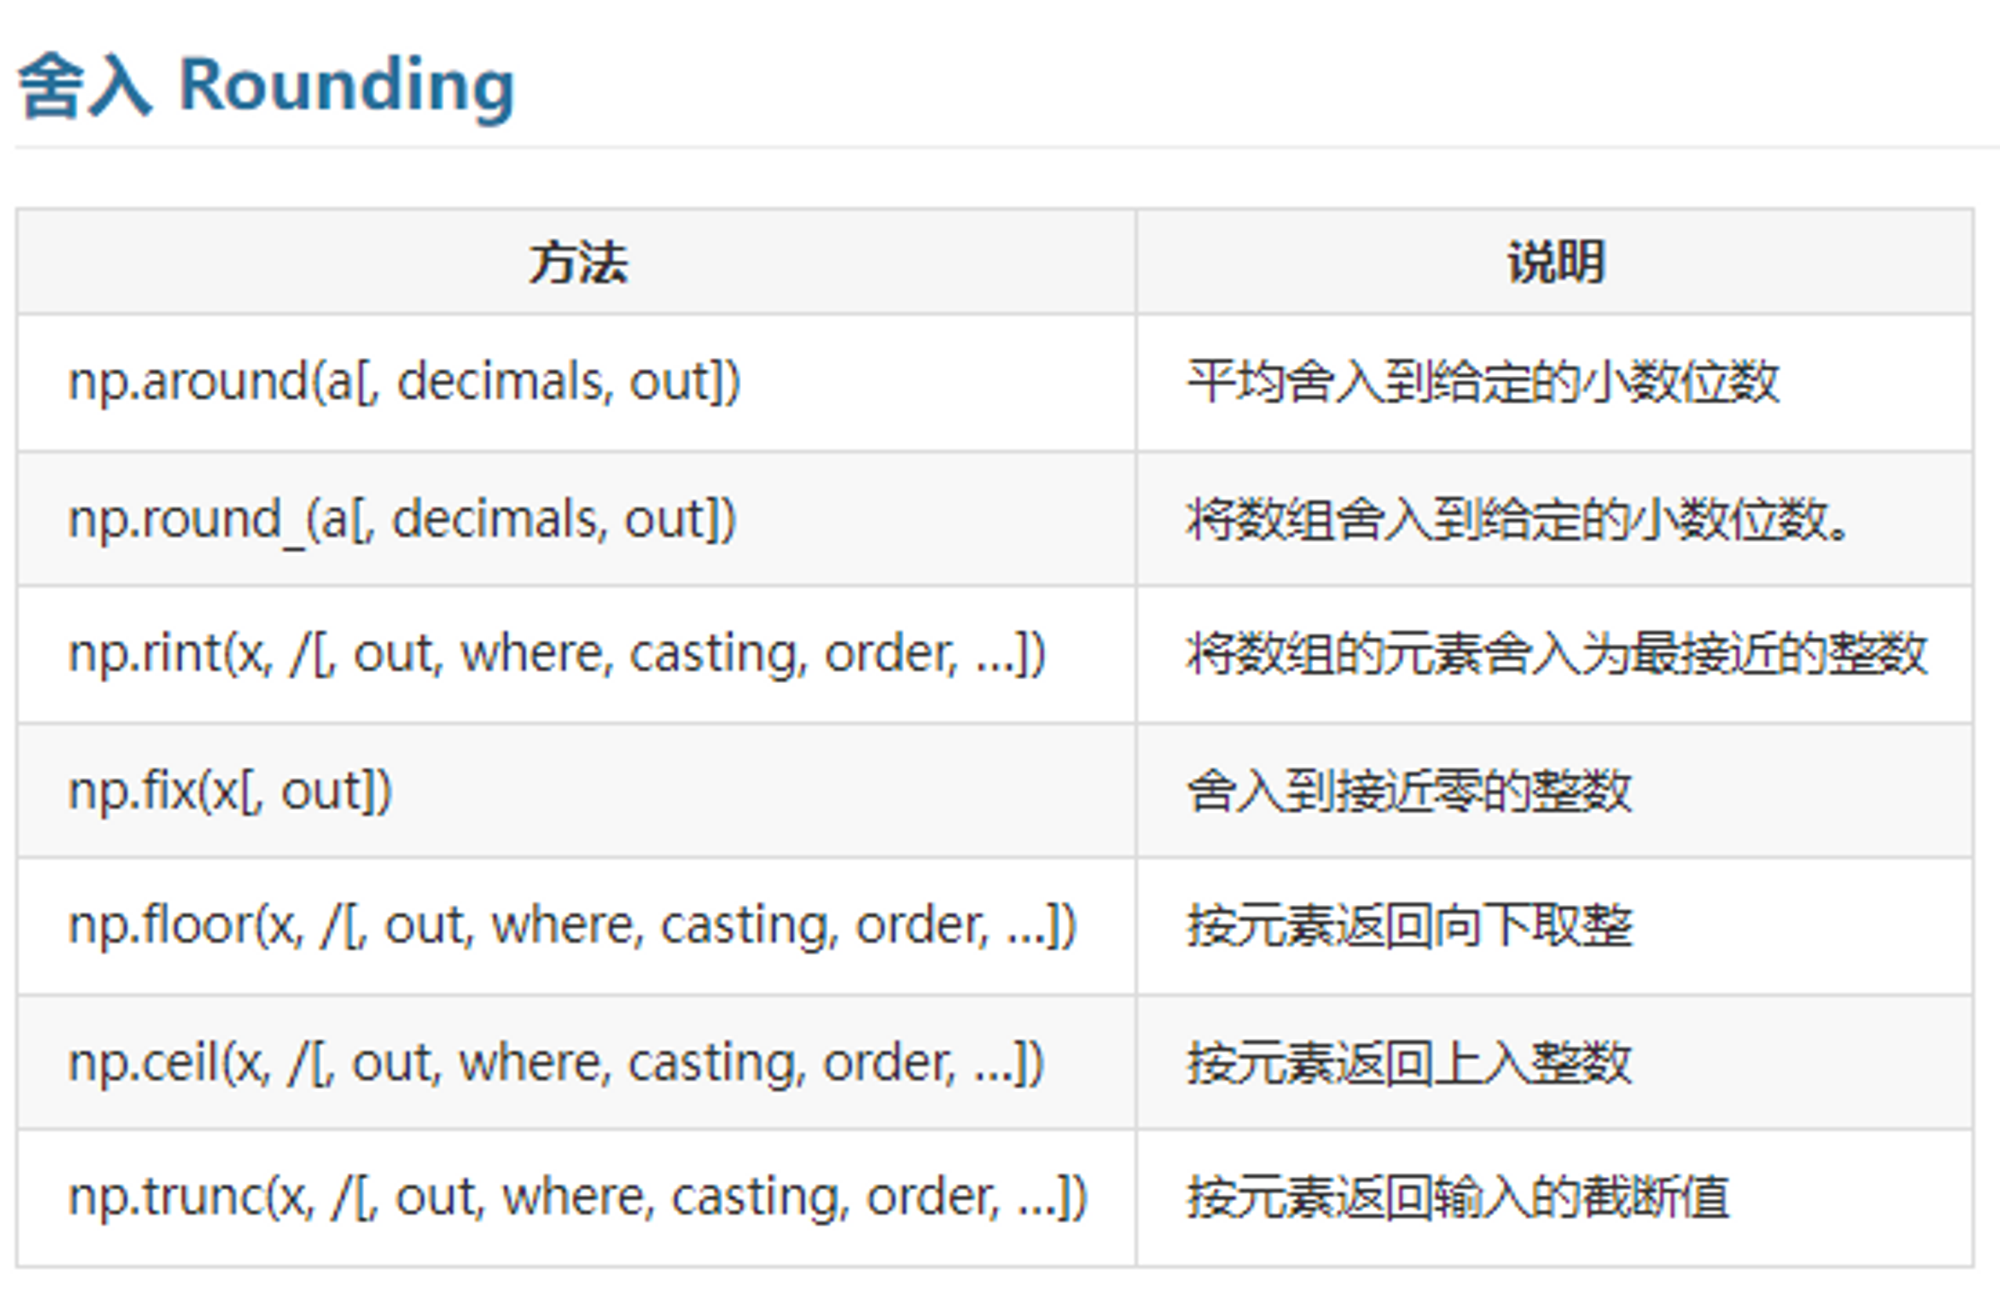 舍入 Rounding
方法 说明
np.around(a[, decimals, out]) 平均舍入到给定的小数位数
np.round_(a[, decimals, out]) 将数组舍入到给定的小数位数。
np.rint(x, /[, out, where, casting, order, ...]) 将数组的元素舍入为最接近的整数
np.fix(x[, out]) 舍入到接近零的整数
np.floor(x, /[, out, where, casting, order, ...]) 按元素返回向下取整
np.ceil(x, /[, out, where, casting, order, ...]) 按元素返回上入整数
np.trunc(x, /[, out, where, casting, order, ...]) 按元素返回输入的截断值